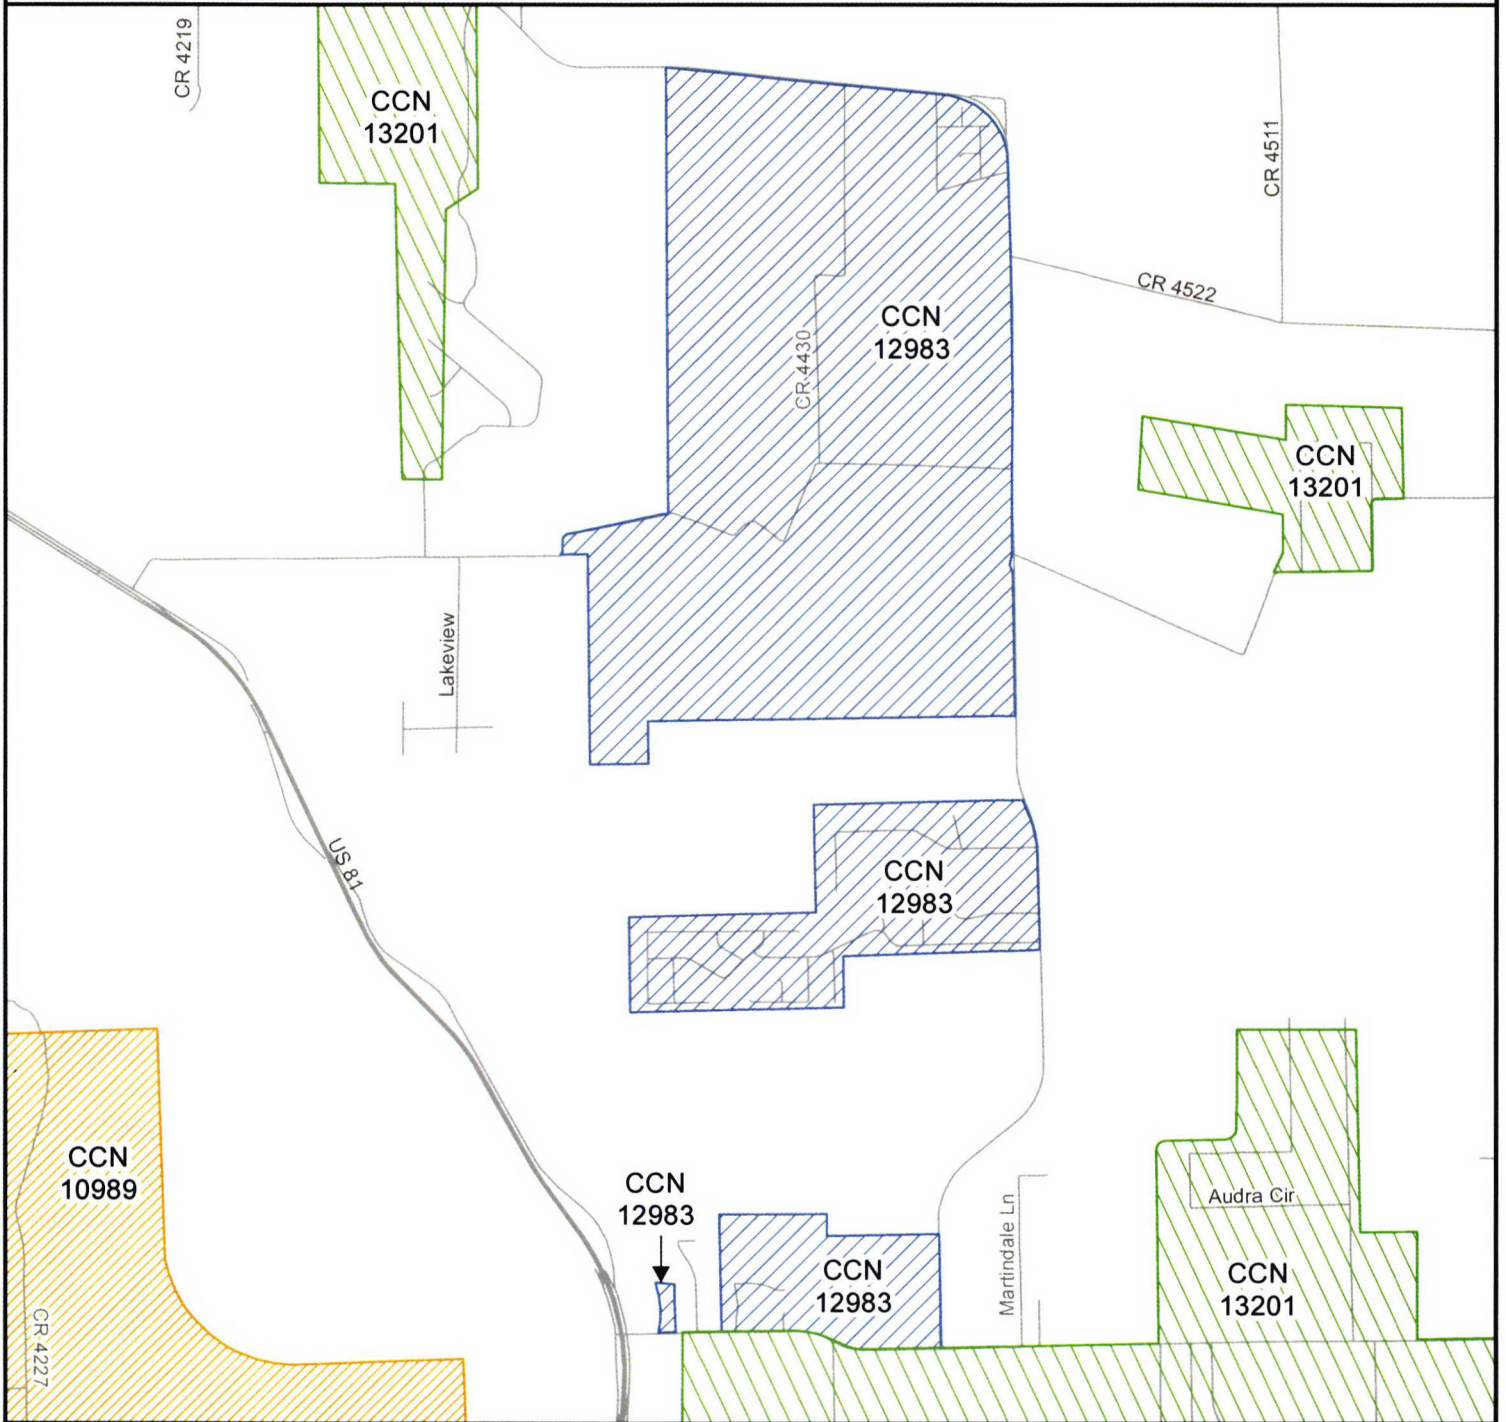 CR 4219
CCN
13201
CR 4511
CR 4522
CCN
12983
CR 4430
CCN
13201
Lakeview
US 81
CCN
12983
CCN
10989
CCN
12983
Audra Cir
Martindale Ln
CCN
12983
CCN
13201
CR 4227